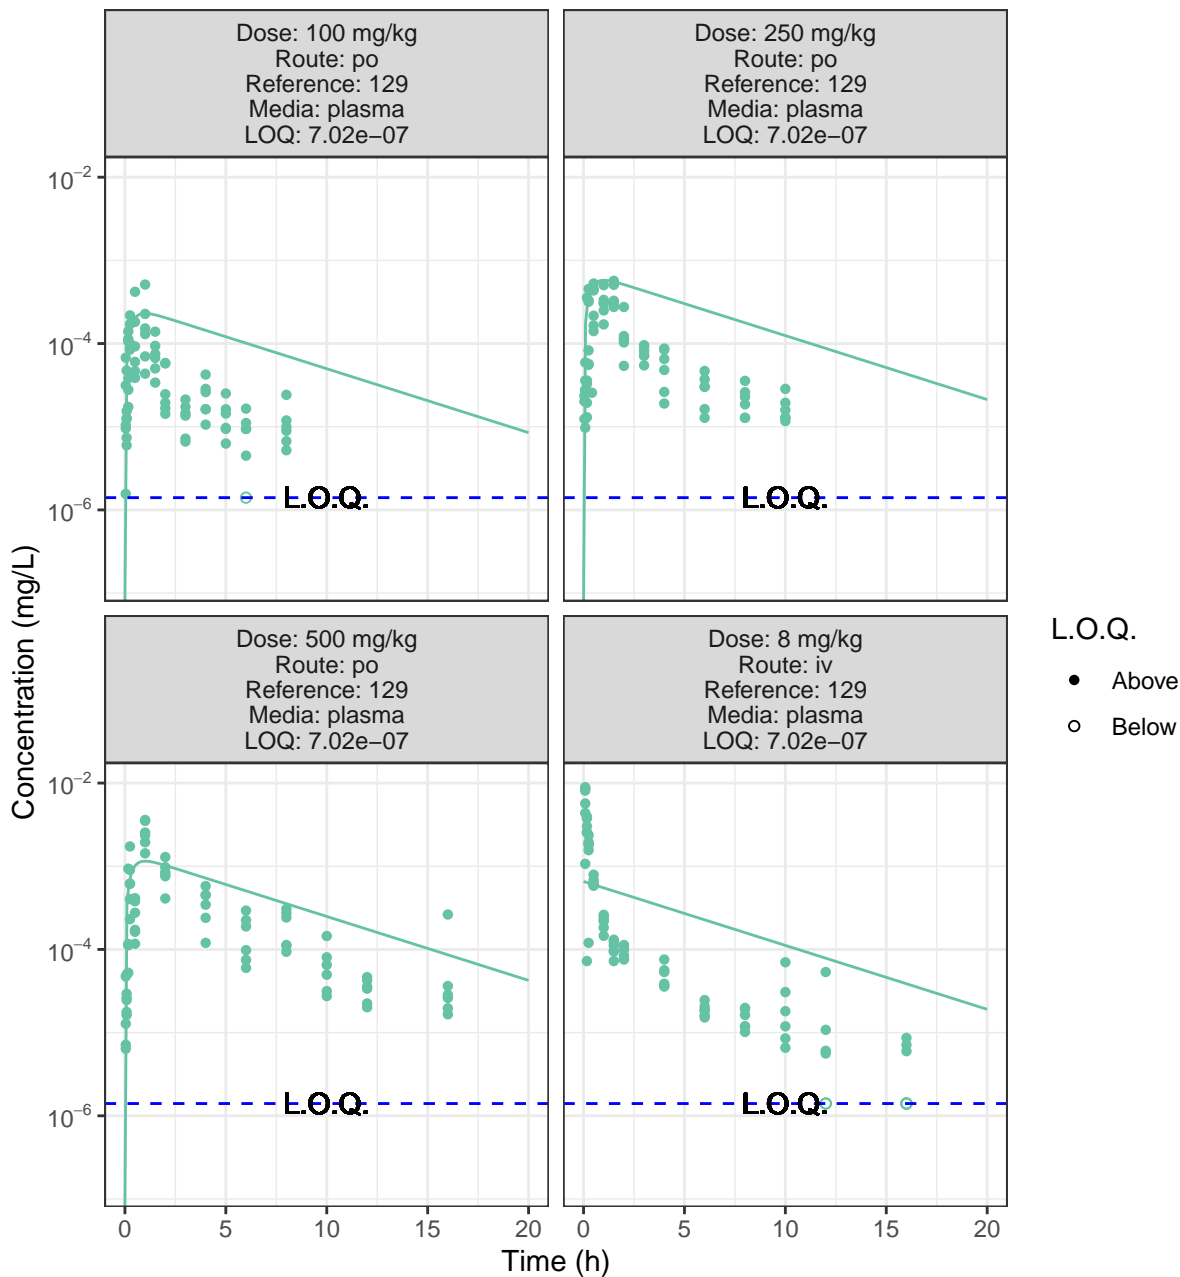 Dose: 100 mg/kg
Route: po
Reference: 129
Media: plasma
LOQ: 7.02e−07
Dose: 250 mg/kg
Route: po
Reference: 129
Media: plasma
LOQ: 7.02e−07
10⁻²
10⁻⁴
10⁻⁶
L.O.Q.
L.O.Q.
Dose: 500 mg/kg
Route: po
Reference: 129
Media: plasma
LOQ: 7.02e−07
Dose: 8 mg/kg
Route: iv
Reference: 129
Media: plasma
LOQ: 7.02e−07
10⁻²
10⁻⁴
10⁻⁶
L.O.Q.
L.O.Q.
0 5 10 15 20
0 5 10 15 20
Time (h)
Concentration (mg/L)
L.O.Q.
Above
Below